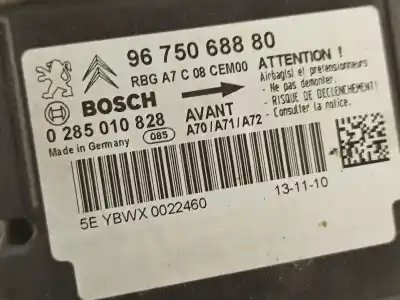 96 750 688 80
RBG A7 C 08 CEM00
BOSCH
0 285 010 828
Made in Germany
085
AVANT
A70/A71/A72
ATTENTION !
Airbag(s) et pretensionneurs
- Ne pas demonter.
- RISQUE DE DECLENCHEMENT!
- Consulter la notice.
5E YBWX 0022460
13-11-10